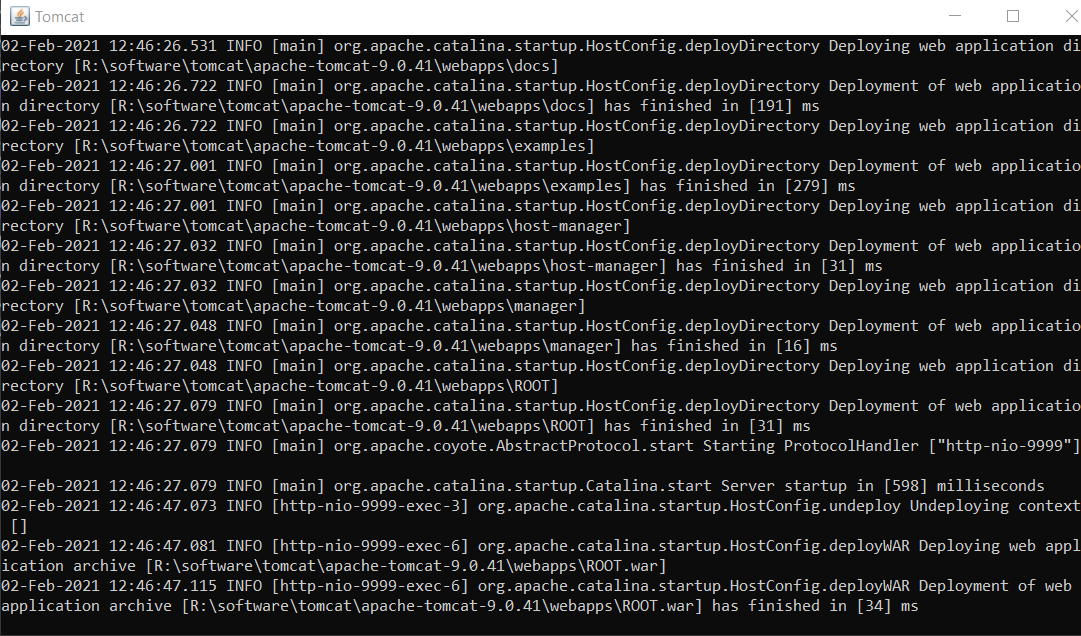 Tomcat
02-Feb-2021 12:46:26.531 INFO [main] org.apache.catalina.startup.HostConfig.deployDirectory Deploying web application di
rectory [R:\software\tomcat\apache-tomcat-9.0.41\webapps\docs]
02-Feb-2021 12:46:26.722 INFO [main] org.apache.catalina.startup.HostConfig.deployDirectory Deployment of web applicatio
n directory [R:\software\tomcat\apache-tomcat-9.0.41\webapps\docs] has finished in [191] ms
02-Feb-2021 12:46:26.722 INFO [main] org.apache.catalina.startup.HostConfig.deployDirectory Deploying web application di
rectory [R:\software\tomcat\apache-tomcat-9.0.41\webapps\examples]
02-Feb-2021 12:46:27.001 INFO [main] org.apache.catalina.startup.HostConfig.deployDirectory Deployment of web applicatio
n directory [R:\software\tomcat\apache-tomcat-9.0.41\webapps\examples] has finished in [279] ms
02-Feb-2021 12:46:27.001 INFO [main] org.apache.catalina.startup.HostConfig.deployDirectory Deploying web application di
rectory [R:\software\tomcat\apache-tomcat-9.0.41\webapps\host-manager]
02-Feb-2021 12:46:27.032 INFO [main] org.apache.catalina.startup.HostConfig.deployDirectory Deployment of web applicatio
n directory [R:\software\tomcat\apache-tomcat-9.0.41\webapps\host-manager] has finished in [31] ms
02-Feb-2021 12:46:27.032 INFO [main] org.apache.catalina.startup.HostConfig.deployDirectory Deploying web application di
rectory [R:\software\tomcat\apache-tomcat-9.0.41\webapps\manager]
02-Feb-2021 12:46:27.048 INFO [main] org.apache.catalina.startup.HostConfig.deployDirectory Deployment of web applicatio
n directory [R:\software\tomcat\apache-tomcat-9.0.41\webapps\manager] has finished in [16] ms
02-Feb-2021 12:46:27.048 INFO [main] org.apache.catalina.startup.HostConfig.deployDirectory Deploying web application di
rectory [R:\software\tomcat\apache-tomcat-9.0.41\webapps\ROOT]
02-Feb-2021 12:46:27.079 INFO [main] org.apache.catalina.startup.HostConfig.deployDirectory Deployment of web applicatio
n directory [R:\software\tomcat\apache-tomcat-9.0.41\webapps\ROOT] has finished in [31] ms
02-Feb-2021 12:46:27.079 INFO [main] org.apache.coyote.AbstractProtocol.start Starting ProtocolHandler ["http-nio-9999"]
02-Feb-2021 12:46:27.079 INFO [main] org.apache.catalina.startup.Catalina.start Server startup in [598] milliseconds
02-Feb-2021 12:46:47.073 INFO [http-nio-9999-exec-3] org.apache.catalina.startup.HostConfig.undeploy Undeploying context
[]
02-Feb-2021 12:46:47.081 INFO [http-nio-9999-exec-6] org.apache.catalina.startup.HostConfig.deployWAR Deploying web appl
ication archive [R:\software\tomcat\apache-tomcat-9.0.41\webapps\ROOT.war]
02-Feb-2021 12:46:47.115 INFO [http-nio-9999-exec-6] org.apache.catalina.startup.HostConfig.deployWAR Deployment of web
application archive [R:\software\tomcat\apache-tomcat-9.0.41\webapps\ROOT.war] has finished in [34] ms